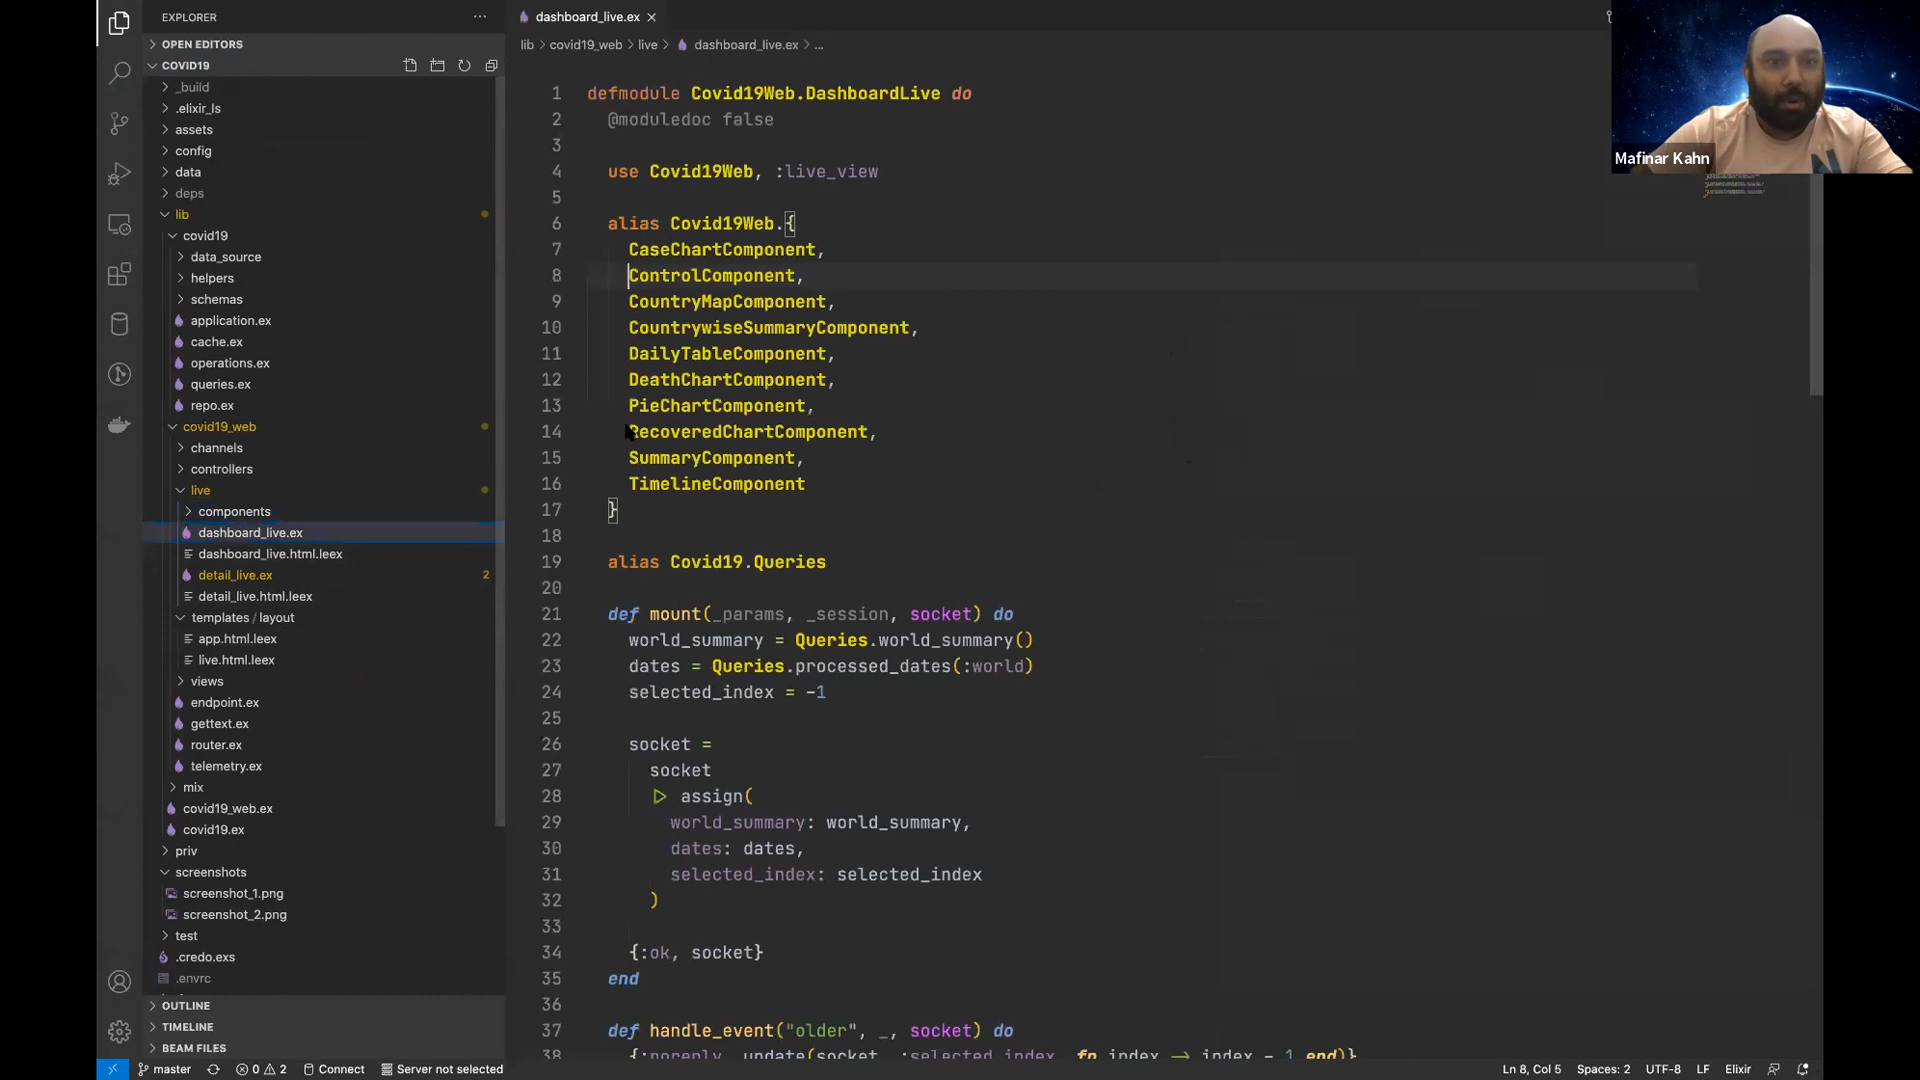 EXPLORER
OPEN EDITORS
COVID19
_build
.elixir_ls
assets
config
data
deps
lib
covid19
data_source
helpers
schemas
application.ex
cache.ex
operations.ex
queries.ex
repo.ex
covid19_web
channels
controllers
live
components
dashboard_live.ex
dashboard_live.html.leex
detail_live.ex 2
detail_live.html.leex
templates / layout
app.html.leex
live.html.leex
views
endpoint.ex
gettext.ex
router.ex
telemetry.ex
mix
covid19_web.ex
covid19.ex
priv
screenshots
screenshot_1.png
screenshot_2.png
test
.credo.exs
.envrc
OUTLINE
TIMELINE
BEAM FILES
dashboard_live.ex
lib > covid19_web > live > dashboard_live.ex > ...
1 defmodule Covid19Web.DashboardLive do
2 @moduledoc false
3
4 use Covid19Web, :live_view
5
6 alias Covid19Web.{
7 CaseChartComponent,
8 ControlComponent,
9 CountryMapComponent,
10 CountrywiseSummaryComponent,
11 DailyTableComponent,
12 DeathChartComponent,
13 PieChartComponent,
14 RecoveredChartComponent,
15 SummaryComponent,
16 TimelineComponent
17 }
18
19 alias Covid19.Queries
20
21 def mount(_params, _session, socket) do
22 world_summary = Queries.world_summary()
23 dates = Queries.processed_dates(:world)
24 selected_index = -1
25
26 socket =
27 socket
28 ▷ assign(
29 world_summary: world_summary,
30 dates: dates,
31 selected_index: selected_index
32 )
33
34 {:ok, socket}
35 end
36
37 def handle_event("older", _, socket) do
38 {:noreply, update(socket, :selected_index, fn index → index - 1 end)}
Mafinar Kahn
master 0 2 Connect Server not selected
Ln 8, Col 5 Spaces: 2 UTF-8 LF Elixir